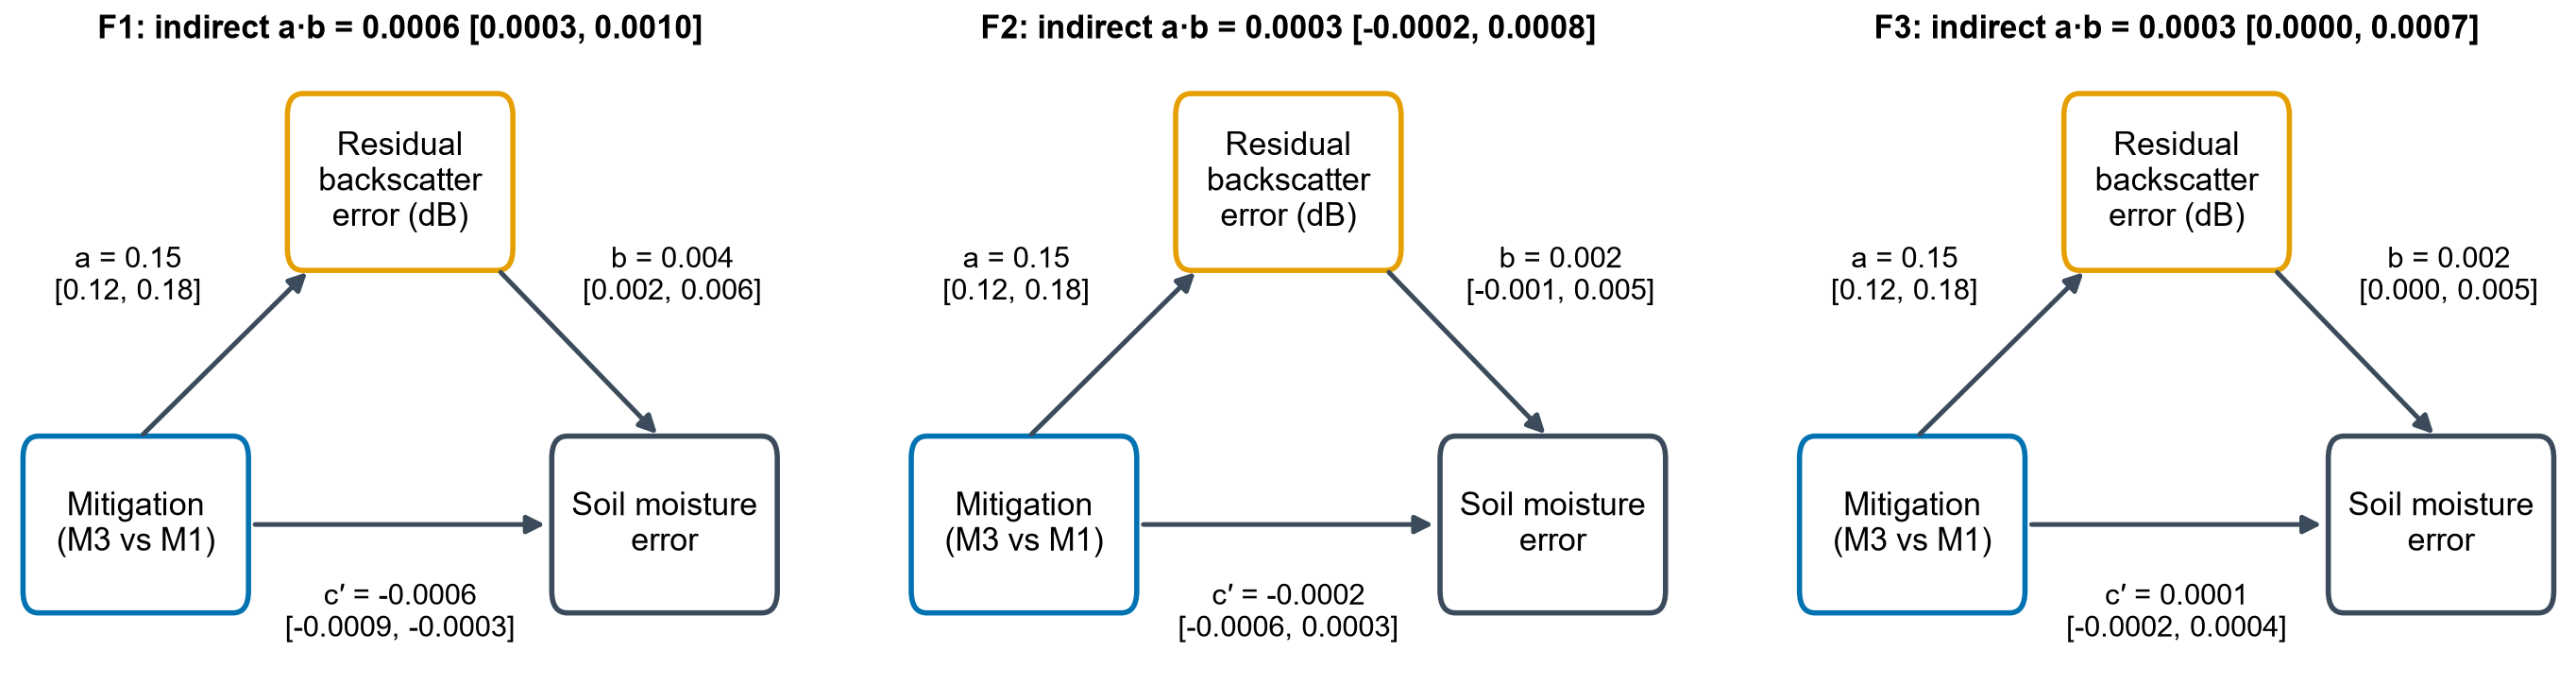 F1: indirect a·b = 0.0006 [0.0003, 0.0010]
Residual
backscatter
error (dB)
a = 0.15
[0.12, 0.18]
b = 0.004
[0.002, 0.006]
Mitigation
(M3 vs M1)
Soil moisture
error
c′ = -0.0006
[-0.0009, -0.0003]
F2: indirect a·b = 0.0003 [-0.0002, 0.0008]
Residual
backscatter
error (dB)
a = 0.15
[0.12, 0.18]
b = 0.002
[-0.001, 0.005]
Mitigation
(M3 vs M1)
Soil moisture
error
c′ = -0.0002
[-0.0006, 0.0003]
F3: indirect a·b = 0.0003 [0.0000, 0.0007]
Residual
backscatter
error (dB)
a = 0.15
[0.12, 0.18]
b = 0.002
[0.000, 0.005]
Mitigation
(M3 vs M1)
Soil moisture
error
c′ = 0.0001
[-0.0002, 0.0004]